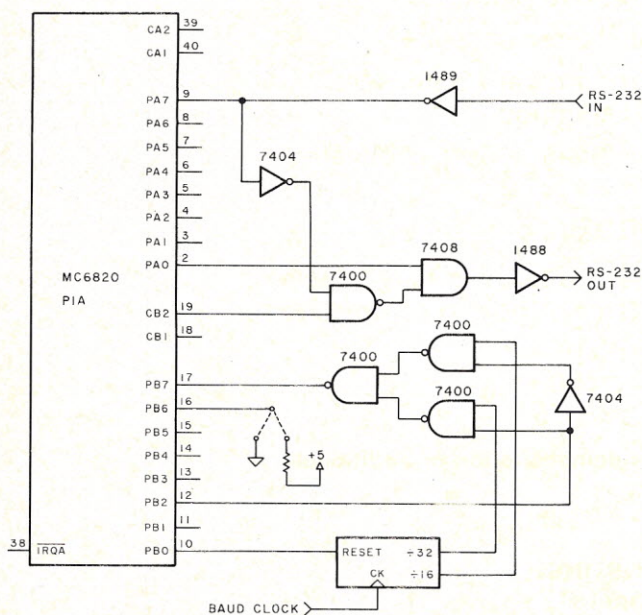 39
CA2
40
CA1
1489
9
PA7
RS-232
IN
8
PA6
7
PA5
7404
6
PA4
5
PA3
4
PA2
3
PA1
7408
1488
2
PA0
7400
RS-232
OUT
MC6820
PIA
19
CB2
18
CB1
7400
7400
17
PB7
7400
7404
16
PB6
15
PB5
14
PB4
+5
13
PB3
12
PB2
11
PB1
38
IRQA
10
PB0
RESET
÷32
CK
÷16
BAUD CLOCK